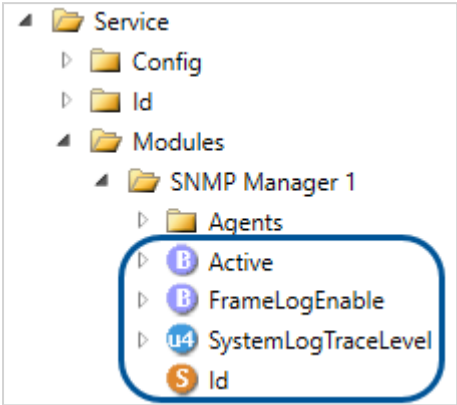 Service
Config
Id
Modules
SNMP Manager 1
Agents
B Active
B FrameLogEnable
u4 SystemLogTraceLevel
S Id